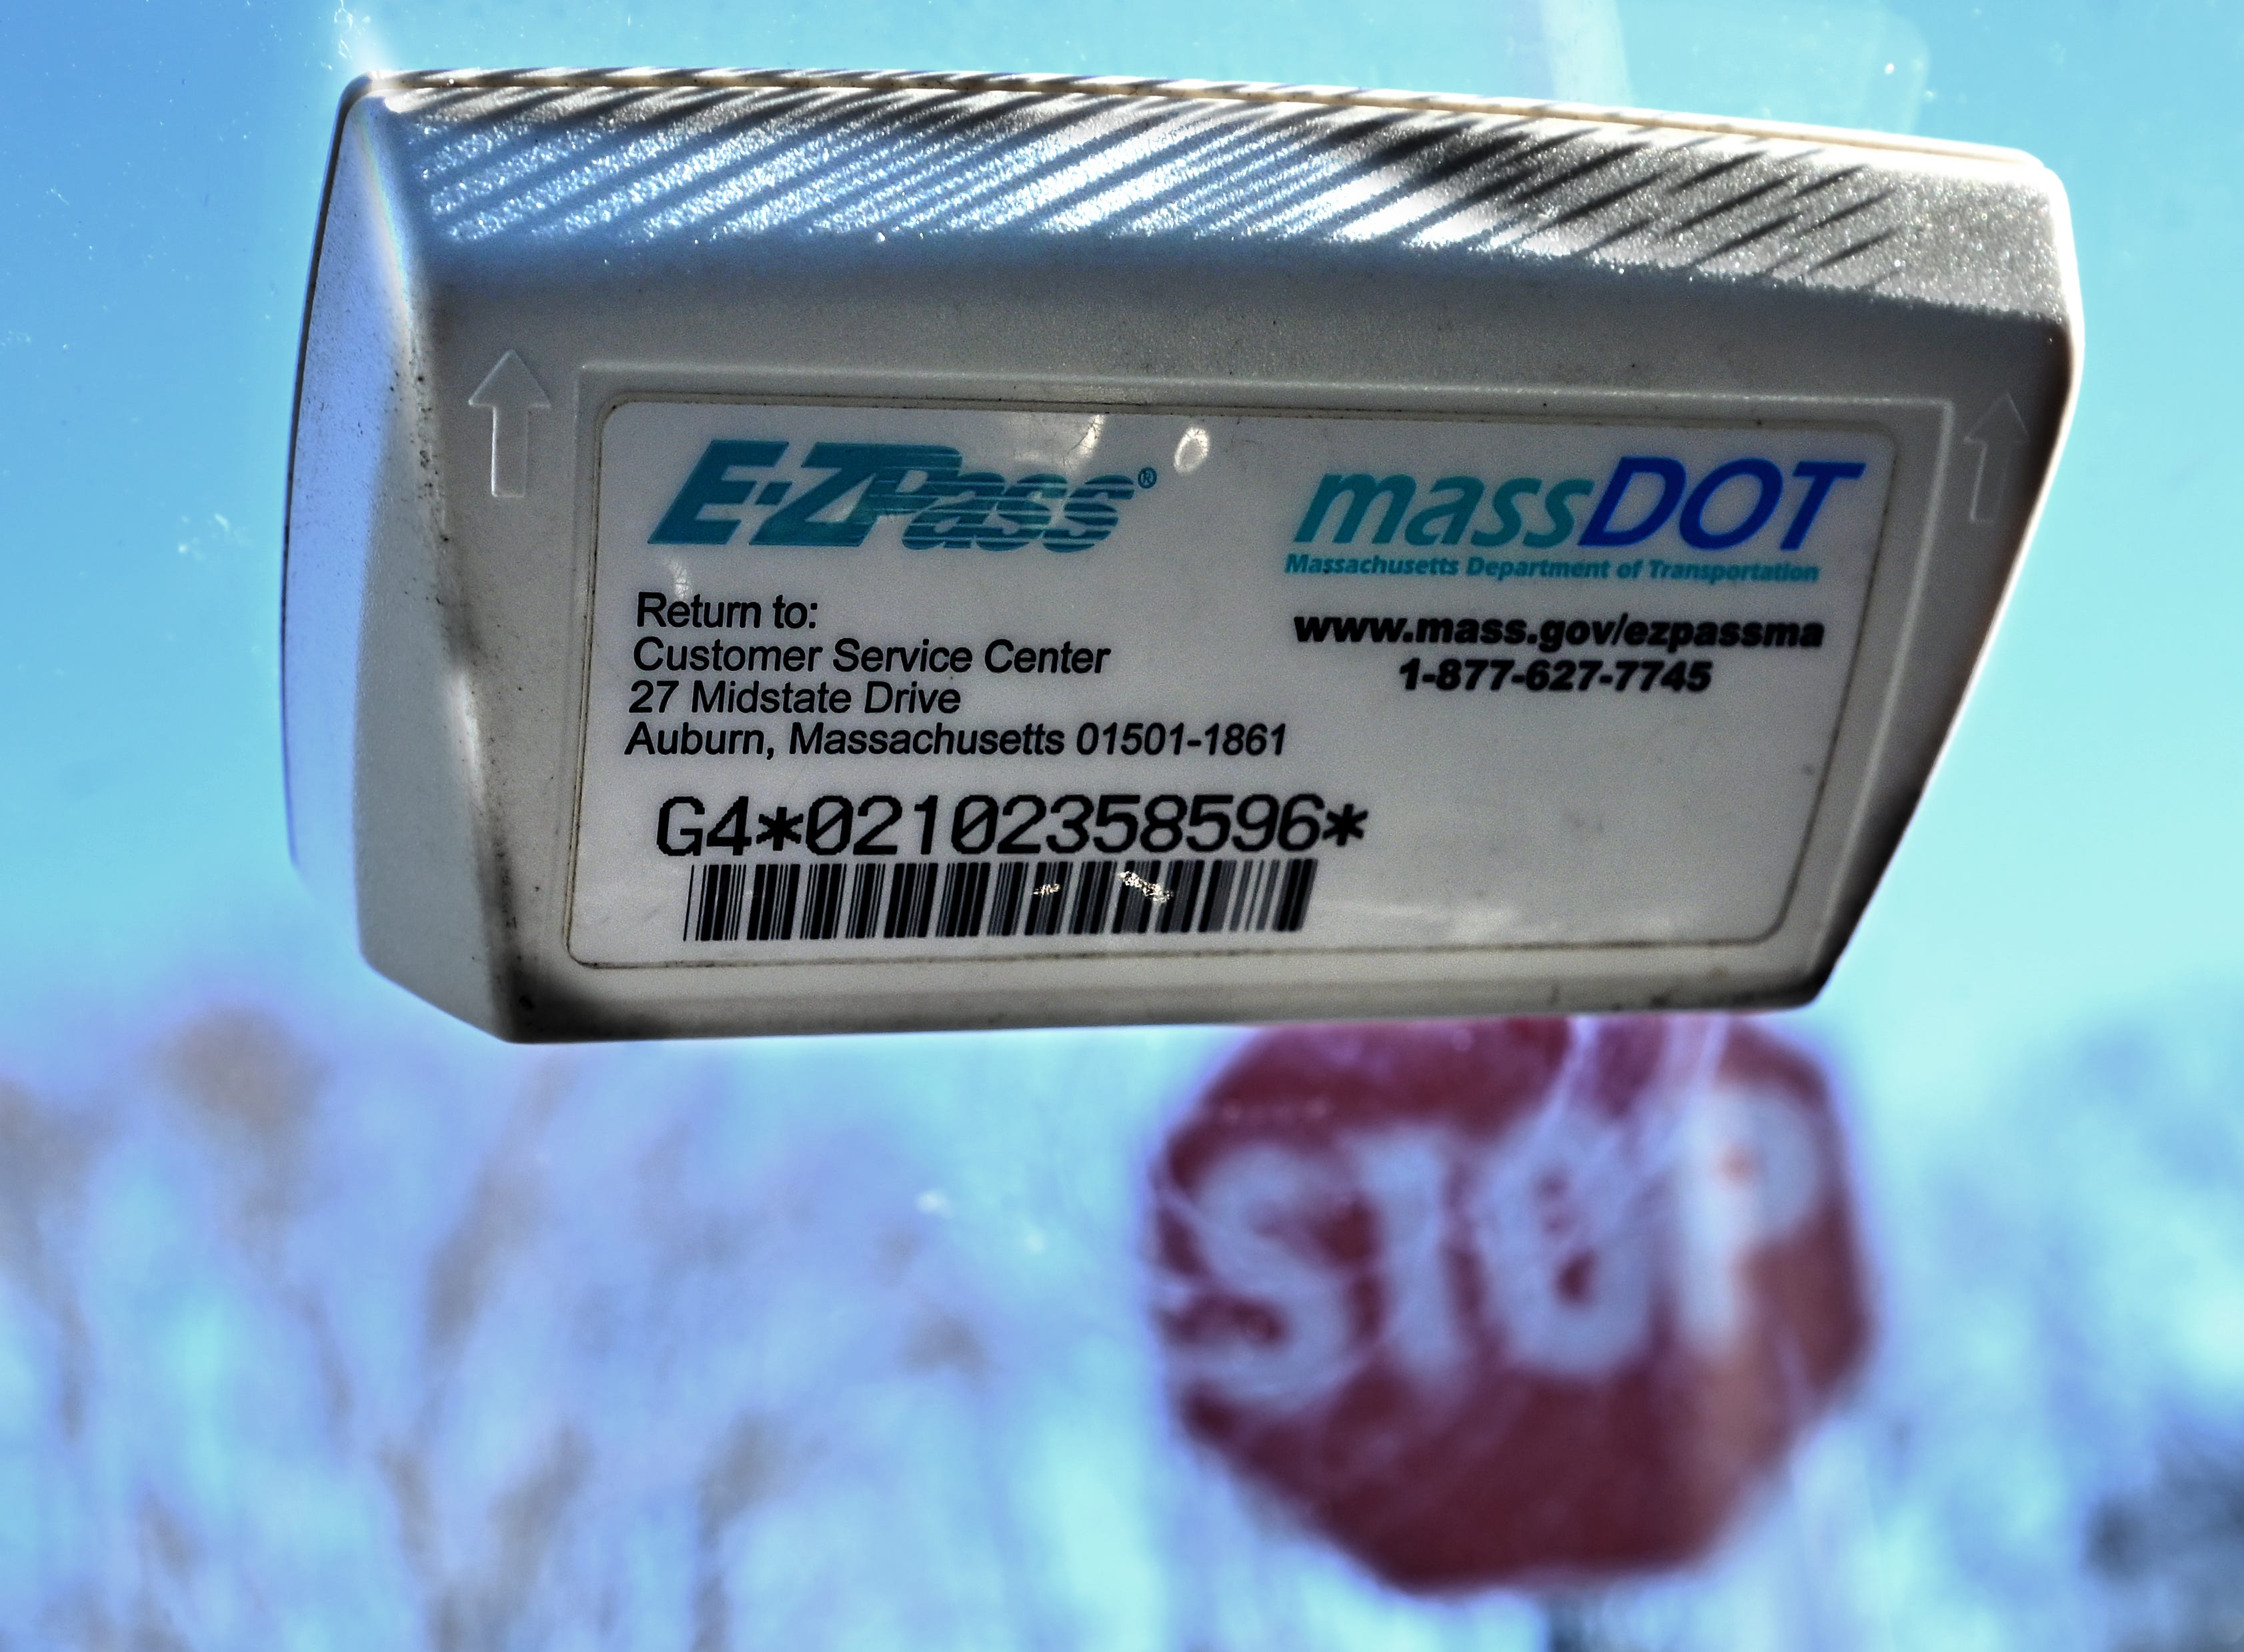 E-ZPass®
Return to:
Customer Service Center
27 Midstate Drive
Auburn, Massachusetts 01501-1861
G4*02102358596*
massDOT
Massachusetts Department of Transportation
www.mass.gov/ezpassma
1-877-627-7745
STOP